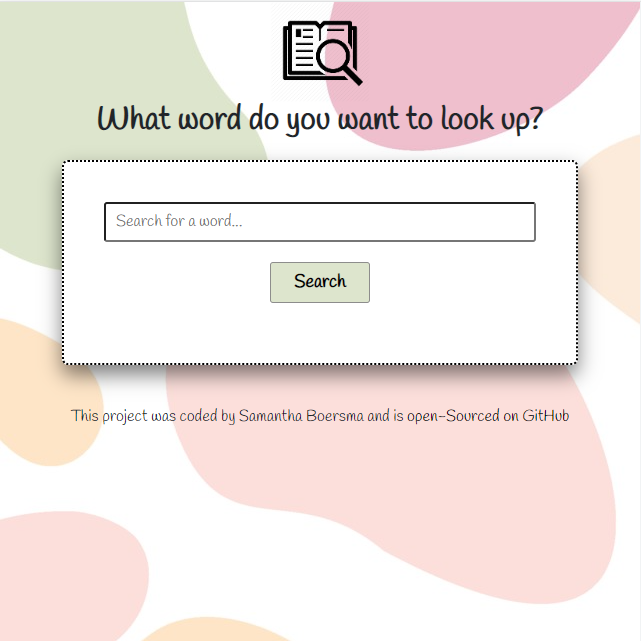 What word do you want to look up?
Search for a word...
Search
This project was coded by Samantha Boersma and is open-Sourced on GitHub